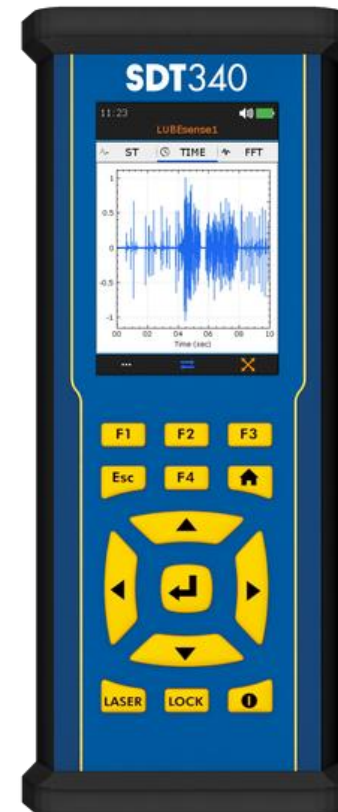 SDT340
11:23
LUBEsense1
ST TIME FFT
1
0.5
0
-0.5
-1
00 02 04 06 08 10
Time (sec)
...
F1 F2 F3
Esc F4
LASER LOCK